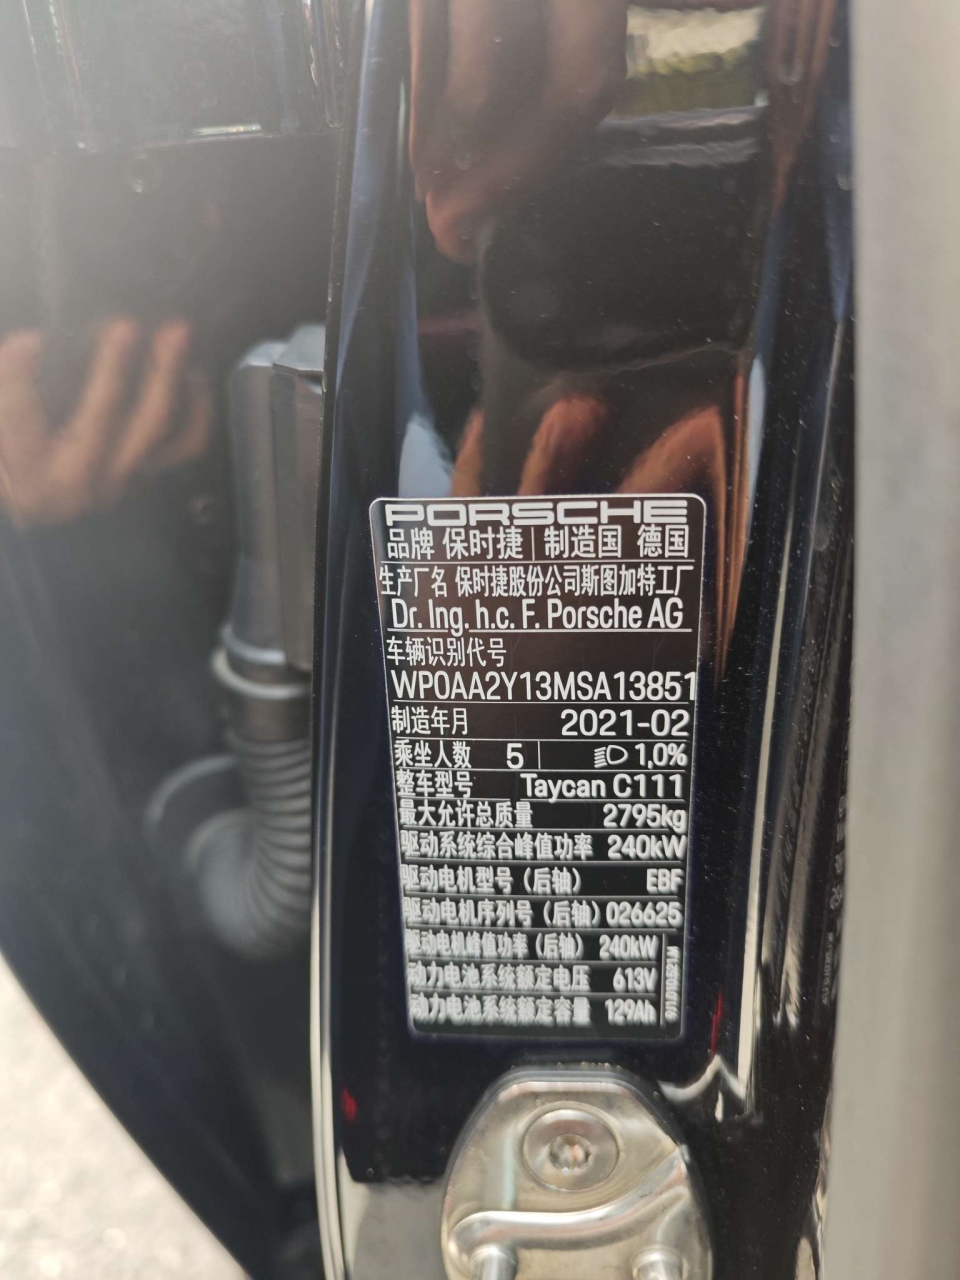 PORSCHE
品牌 保时捷 制造国 德国
生产厂名 保时捷股份公司斯图加特工厂
Dr. Ing. h.c. F. Porsche AG
车辆识别代号
WP0AA2Y13MSA13851
制造年月 2021-02
乘坐人数 5 1,0%
整车型号 Taycan C111
最大允许总质量 2795kg
驱动系统综合峰值功率 240kW
驱动电机型号(后轴) EBF
驱动电机序列号(后轴) 026625
驱动电机峰值功率(后轴) 240kW
动力电池系统额定电压 613V
动力电池系统额定容量 129Ah